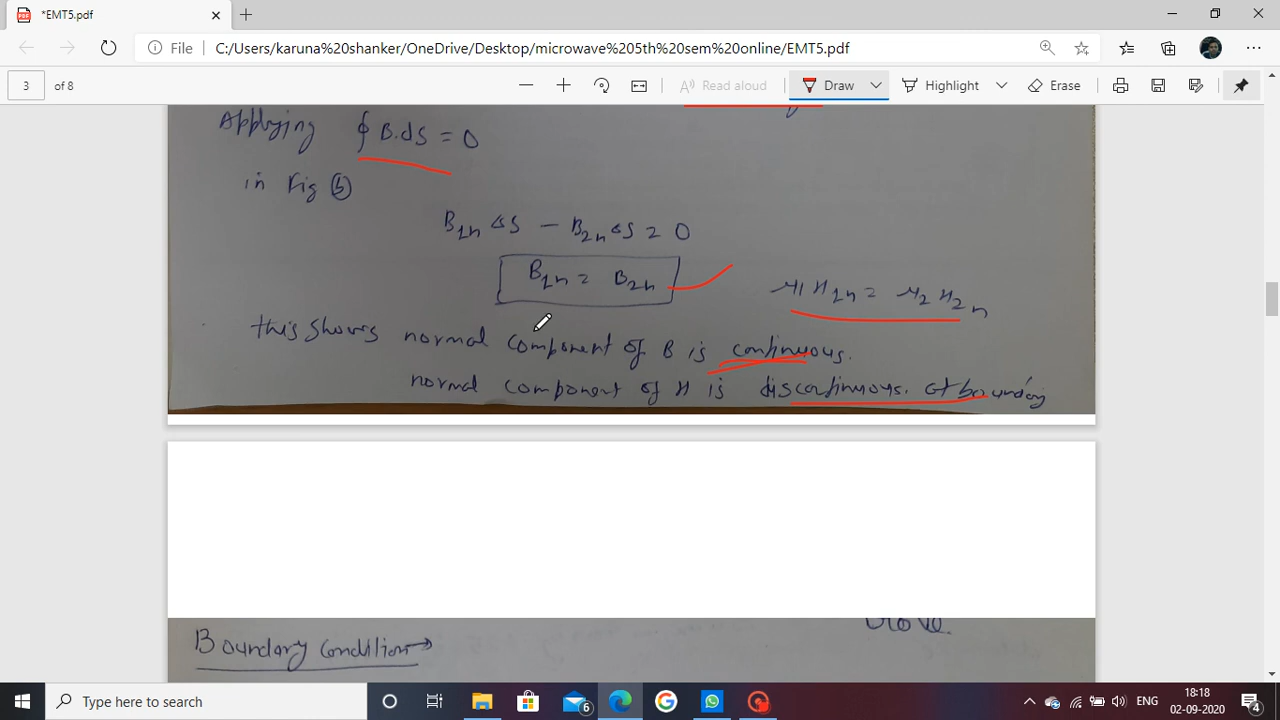 *EMT5.pdf
File
C:/Users/karuna%20shanker/OneDrive/Desktop/microwave%205th%20sem%20online/EMT5.pdf
3 of 8
Read aloud
Draw
Highlight
Erase
Applying ∮ B.ds = 0
in Fig (b)
B1n ΔS – B2n ΔS = 0
B1n = B2n
μ1 H1n = μ2 H2n
this shows normal component of B is continuous.
normal component of H is discontinuous. at boundary
Boundary Condition→
Type here to search
6
ENG
18:18
02-09-2020
4